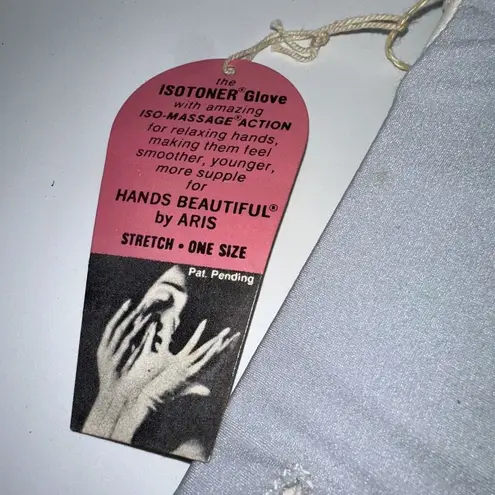 the
ISOTONER® Glove
with amazing
ISO-MASSAGE® ACTION
for relaxing hands,
making them feel
smoother, younger,
more supple
for
HANDS BEAUTIFUL®
by ARIS
STRETCH • ONE SIZE
Pat. Pending